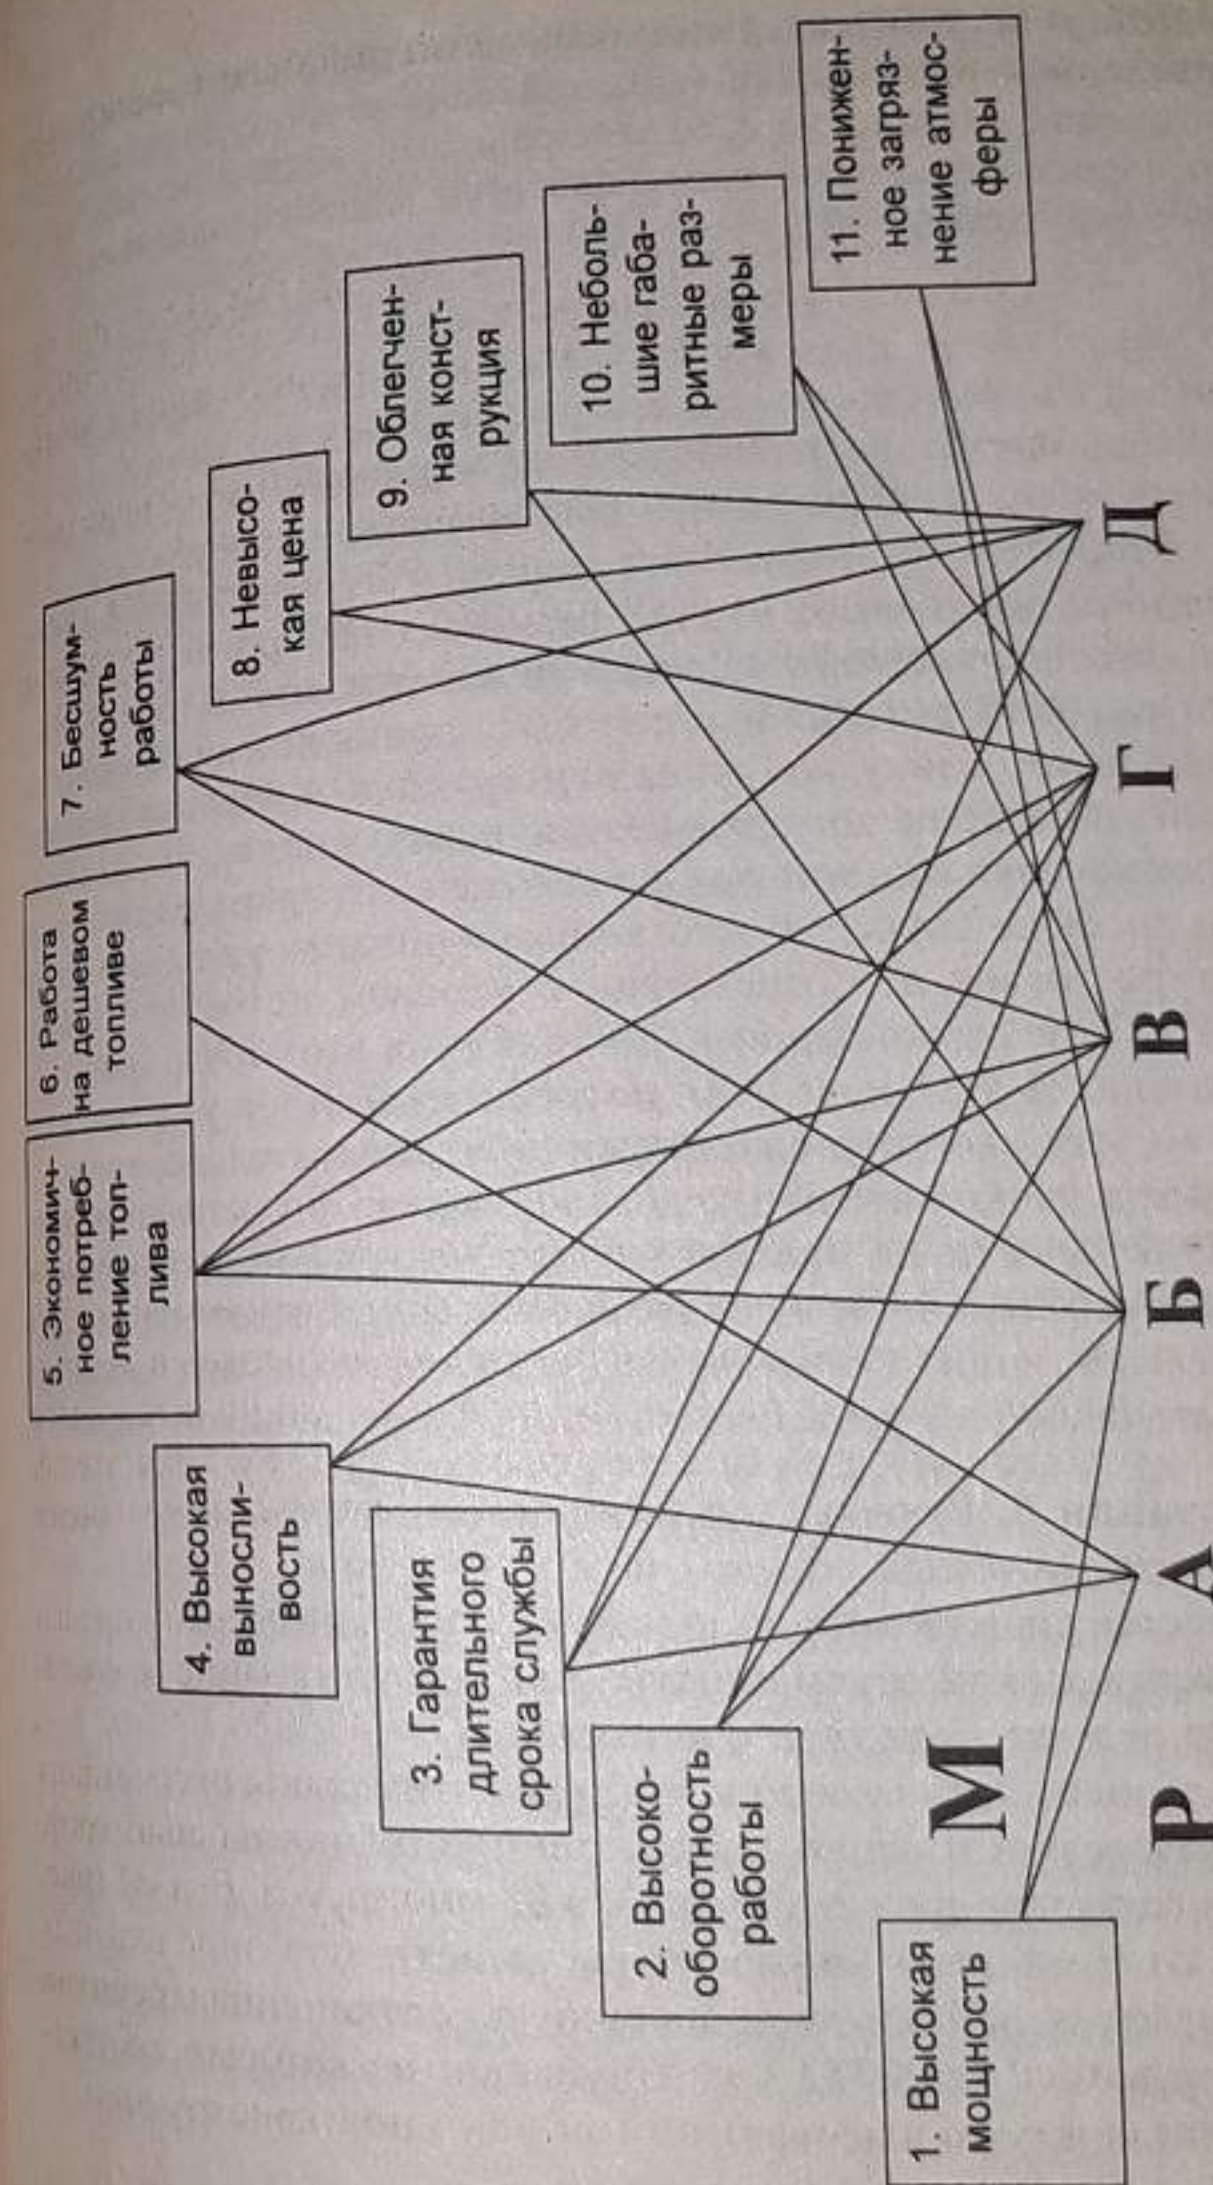 1. Высокая
мощность
2. Высоко-
оборотность
работы
3. Гарантия
длительного
срока службы
4. Высокая
выносли-
вость
5. Экономич-
ное потреб-
ление топ-
лива
6. Работа
на дешевом
топливе
7. Бесшум-
ность
работы
8. Невысо-
кая цена
9. Облегчен-
ная конст-
рукция
10. Неболь-
шие габа-
ритные раз-
меры
11. Понижен-
ное загряз-
нение атмос-
феры
М
Р А Б В Г Д